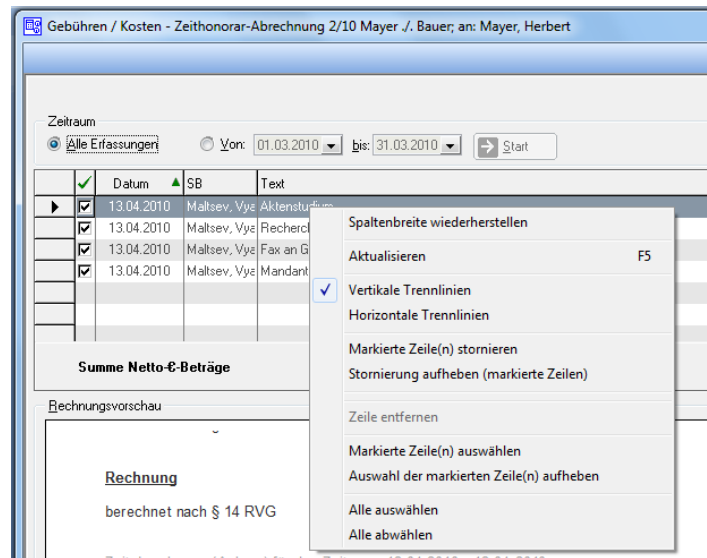 Gebühren / Kosten - Zeithonorar-Abrechnung 2/10 Mayer ./. Bauer; an: Mayer, Herbert
Zeitraum
Alle Erfassungen Von: 01.03.2010 bis: 31.03.2010 Start
Datum SB Text
13.04.2010 Maltsev, Vya Aktenstudium
13.04.2010 Maltsev, Vya Recherc
13.04.2010 Maltsev, Vya Fax an G
13.04.2010 Maltsev, Vya Mandant
Spaltenbreite wiederherstellen
Aktualisieren F5
Vertikale Trennlinien
Horizontale Trennlinien
Markierte Zeile(n) stornieren
Stornierung aufheben (markierte Zeilen)
Zeile entfernen
Markierte Zeile(n) auswählen
Auswahl der markierten Zeile(n) aufheben
Alle auswählen
Alle abwählen
Summe Netto-€-Beträge
Rechnungsvorschau
Rechnung
berechnet nach § 14 RVG